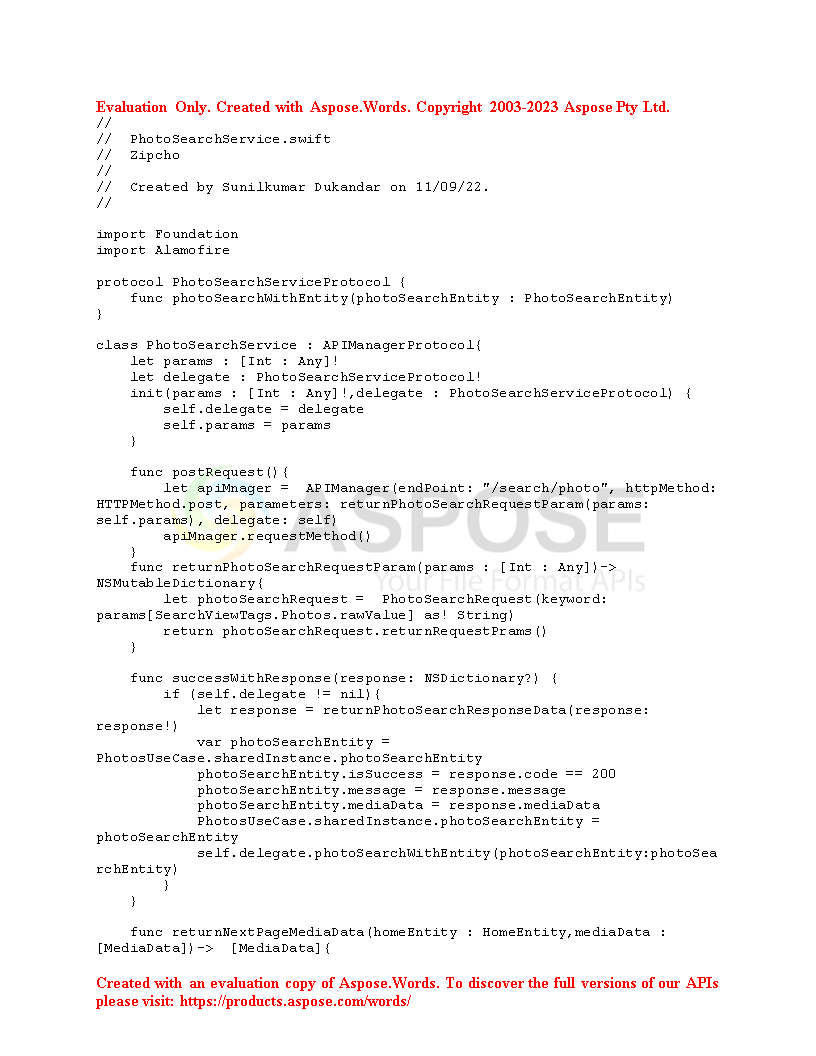 Evaluation Only. Created with Aspose.Words. Copyright 2003-2023 Aspose Pty Ltd.
//
//  PhotoSearchService.swift
//  Zipcho
//
//  Created by Sunilkumar Dukandar on 11/09/22.
//
import Foundation
import Alamofire
protocol PhotoSearchServiceProtocol {
    func photoSearchWithEntity(photoSearchEntity : PhotoSearchEntity)
}
class PhotoSearchService : APIManagerProtocol{
    let params : [Int : Any]!
    let delegate : PhotoSearchServiceProtocol!
    init(params : [Int : Any]!,delegate : PhotoSearchServiceProtocol) {
        self.delegate = delegate
        self.params = params
    }
    func postRequest(){
        let apiMnager =  APIManager(endPoint: "/search/photo", httpMethod:
HTTPMethod.post, parameters: returnPhotoSearchRequestParam(params:
self.params), delegate: self)
        apiMnager.requestMethod()
    }
ASPOSE
    func returnPhotoSearchRequestParam(params : [Int : Any])->
Your File Format APIs
NSMutableDictionary{
        let photoSearchRequest =  PhotoSearchRequest(keyword:
params[SearchViewTags.Photos.rawValue] as! String)
        return photoSearchRequest.returnRequestPrams()
    }
    func successWithResponse(response: NSDictionary?) {
        if (self.delegate != nil){
            let response = returnPhotoSearchResponseData(response:
response!)
            var photoSearchEntity =
PhotosUseCase.sharedInstance.photoSearchEntity
            photoSearchEntity.isSuccess = response.code == 200
            photoSearchEntity.message = response.message
            photoSearchEntity.mediaData = response.mediaData
            PhotosUseCase.sharedInstance.photoSearchEntity =
photoSearchEntity
            self.delegate.photoSearchWithEntity(photoSearchEntity:photoSea
rchEntity)
        }
    }
    func returnNextPageMediaData(homeEntity : HomeEntity,mediaData :
[MediaData])->  [MediaData]{
Created with an evaluation copy of Aspose.Words. To discover the full versions of our APIs
please visit: https://products.aspose.com/words/